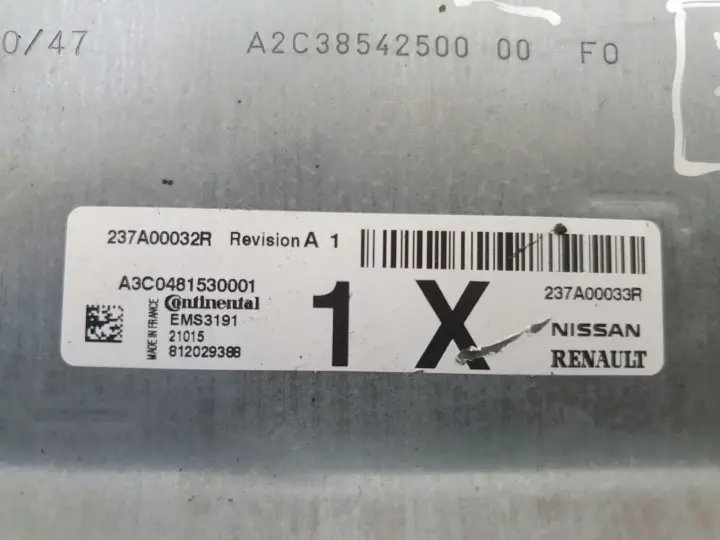 0/47 A2C38542500 00 F0
237A00032R Revision A 1
A3C0481530001
237A00033R
Continental
EMS3191
MADE IN FRANCE
21015
812029388
1 X
NISSAN
RENAULT